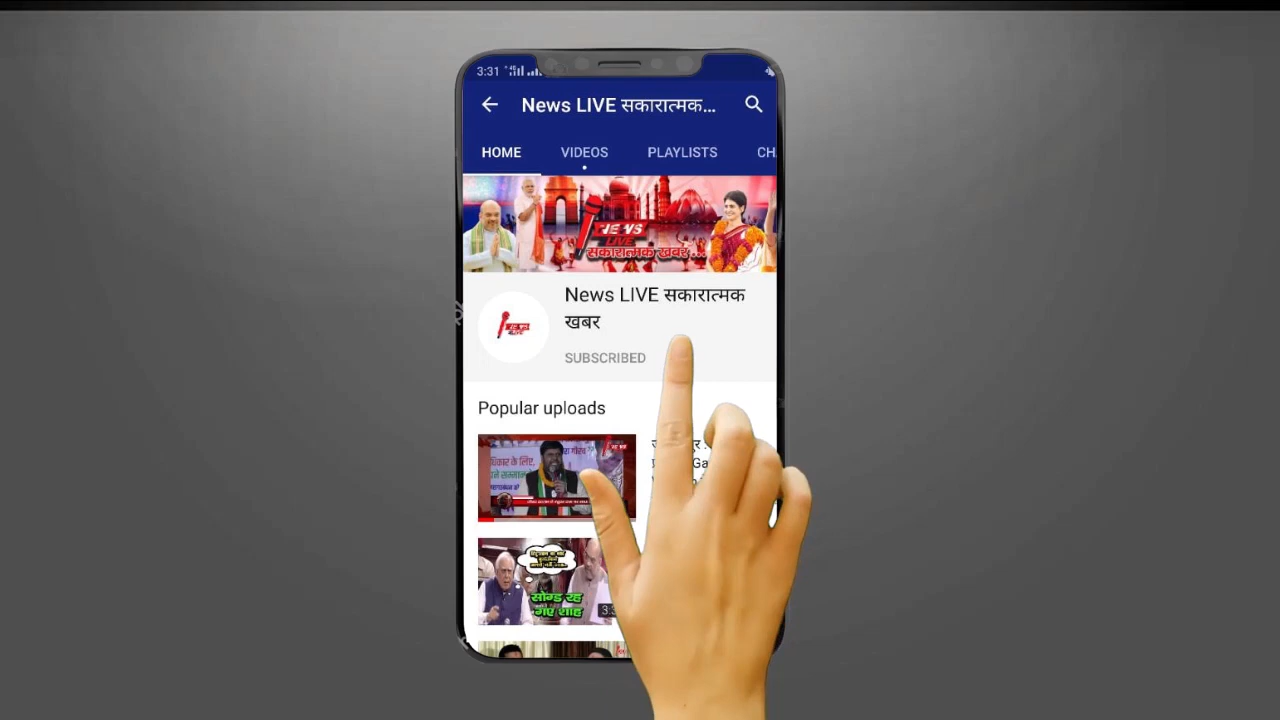 3:31
News LIVE सकारात्मक...
HOME VIDEOS PLAYLISTS CH
NEWS
LIVE
सकारात्मक खबर ...
News LIVE सकारात्मक
खबर
SUBSCRIBED
Popular uploads
धिकार के लिए,
सोग्ड रह
गए शाह